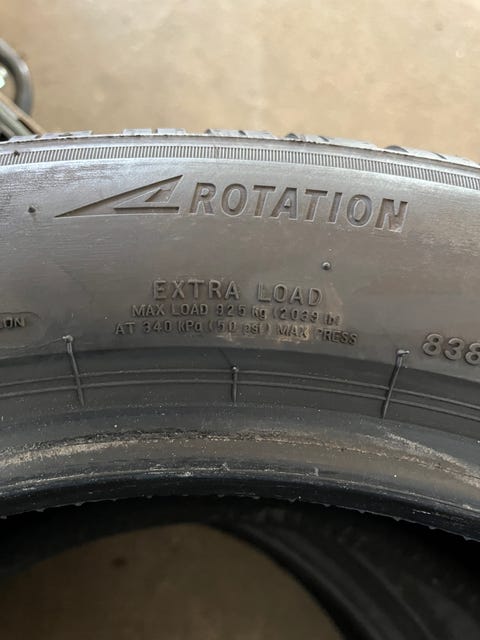 ROTATION
EXTRA LOAD
MAX LOAD 925 kg (2039 lb)
AT 340 KPa (50 psi) MAX PRESS
838